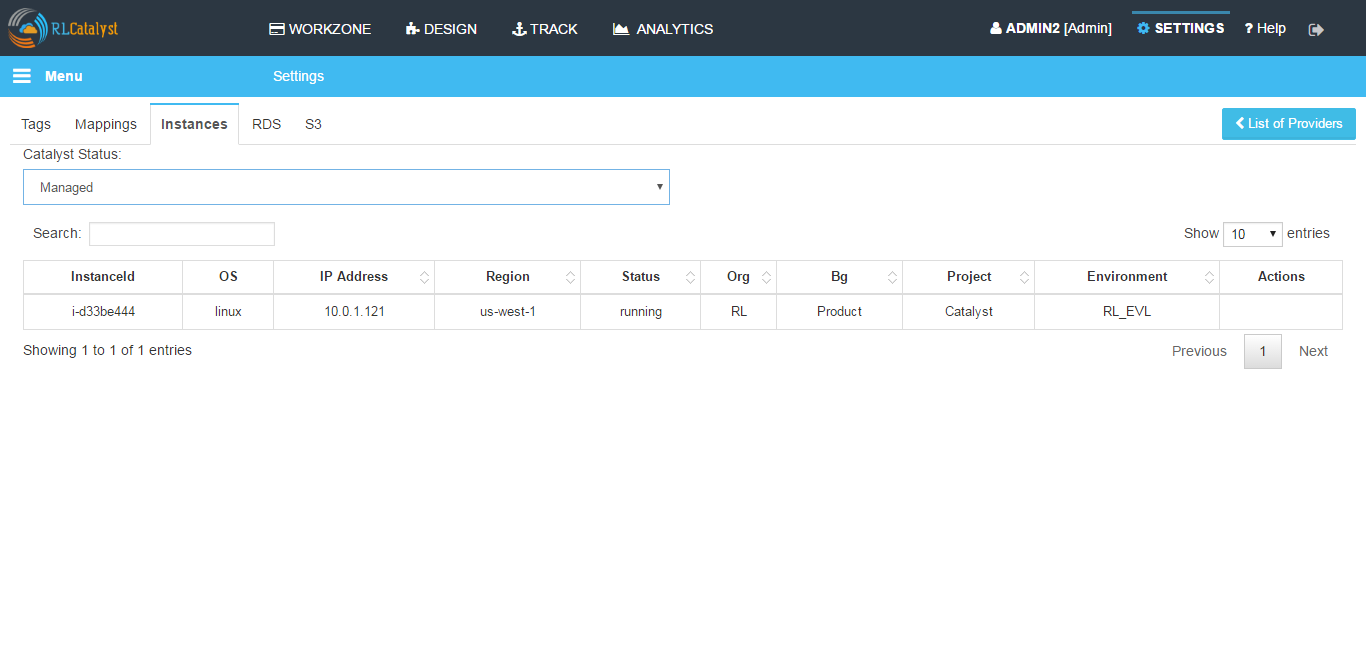 RLCatalyst WORKZONE DESIGN TRACK ANALYTICS ADMIN2 [Admin] SETTINGS ? Help
Menu Settings
Tags Mappings Instances RDS S3 List of Providers
Catalyst Status:
Managed
Search: Show 10 entries
InstanceId OS IP Address Region Status Org Bg Project Environment Actions
i-d33be444 linux 10.0.1.121 us-west-1 running RL Product Catalyst RL_EVL
Showing 1 to 1 of 1 entries Previous 1 Next